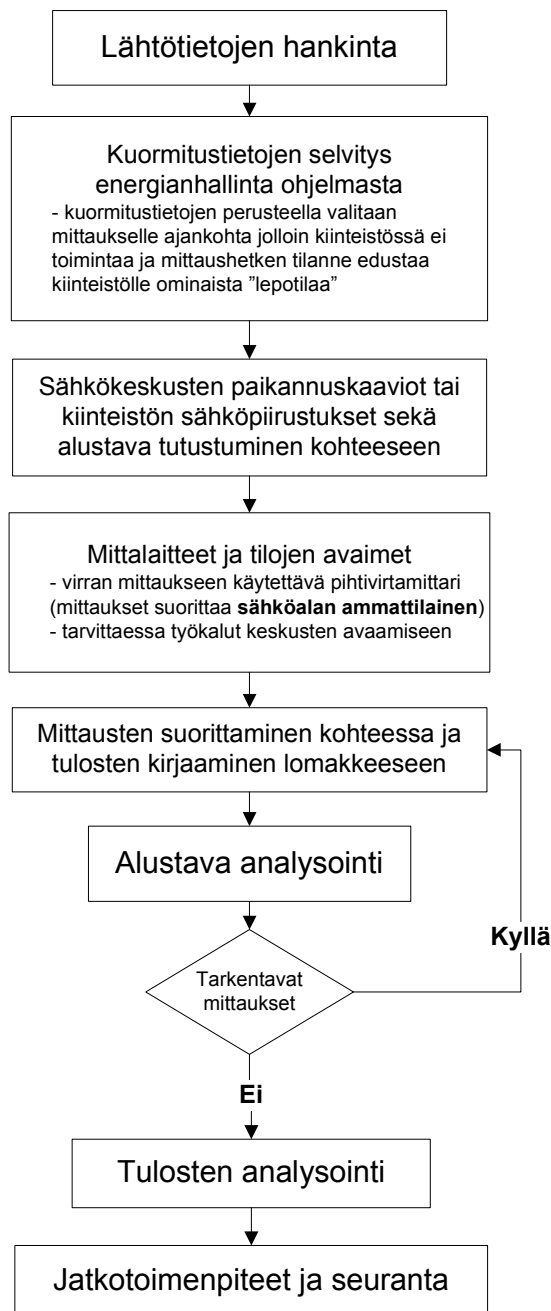 Lähtötietojen hankinta
Kuormitustietojen selvitys
energianhallinta ohjelmasta
- kuormitustietojen perusteella valitaan
mittaukselle ajankohta jolloin kiinteistössä ei
toimintaa ja mittaushetken tilanne edustaa
kiinteistölle ominaista ”lepotilaa”
Sähkökeskusten paikannuskaaviot tai
kiinteistön sähköpiirustukset sekä
alustava tutustuminen kohteeseen
Mittalaitteet ja tilojen avaimet
- virran mittaukseen käytettävä pihtivirtamittari
(mittaukset suorittaa sähköalan ammattilainen)
- tarvittaessa työkalut keskusten avaamiseen
Mittausten suorittaminen kohteessa ja
tulosten kirjaaminen lomakkeeseen
Alustava analysointi
Kyllä
Tarkentavat
mittaukset
Ei
Tulosten analysointi
Jatkotoimenpiteet ja seuranta